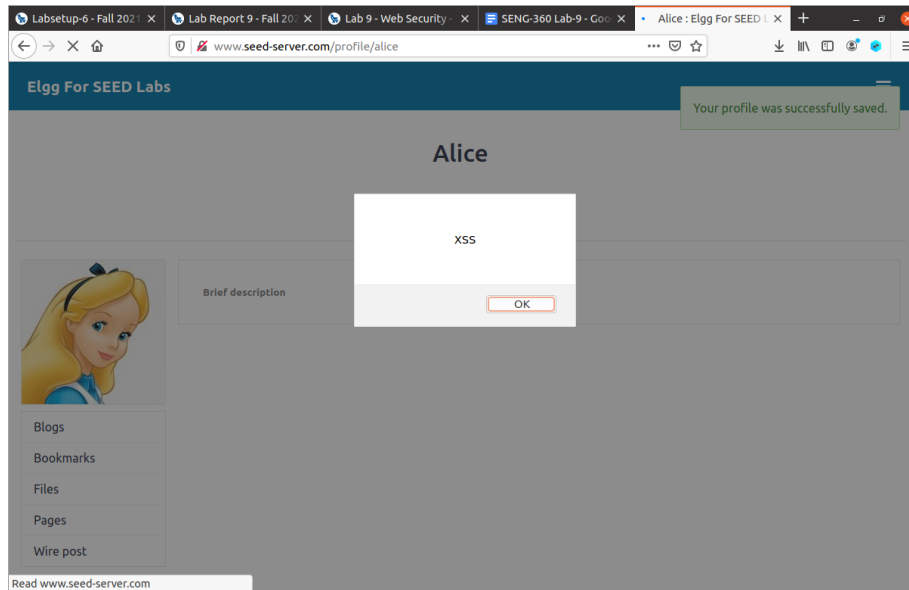 Labsetup-6 - Fall 2021
Lab Report 9 - Fall 202
Lab 9 - Web Security -
SENG-360 Lab-9 - Goo
Alice : Elgg For SEED L
www.seed-server.com/profile/alice
Elgg For SEED Labs
Your profile was successfully saved.
Alice
XSS
OK
Brief description
Blogs
Bookmarks
Files
Pages
Wire post
Read www.seed-server.com